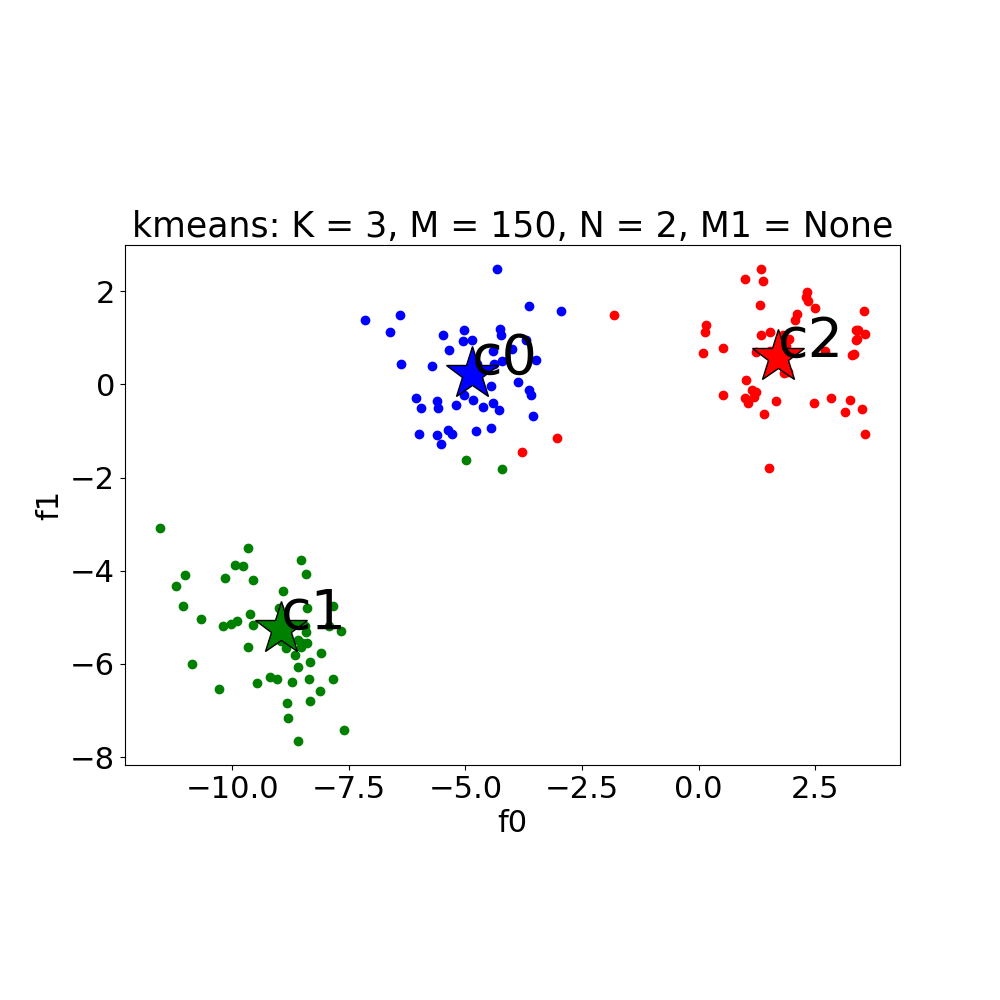 kmeans: K = 3, M = 150, N = 2, M1 = None
2
0
−2
−4
−6
−8
f1
c0
c2
c1
−10.0 −7.5 −5.0 −2.5 0.0 2.5
f0